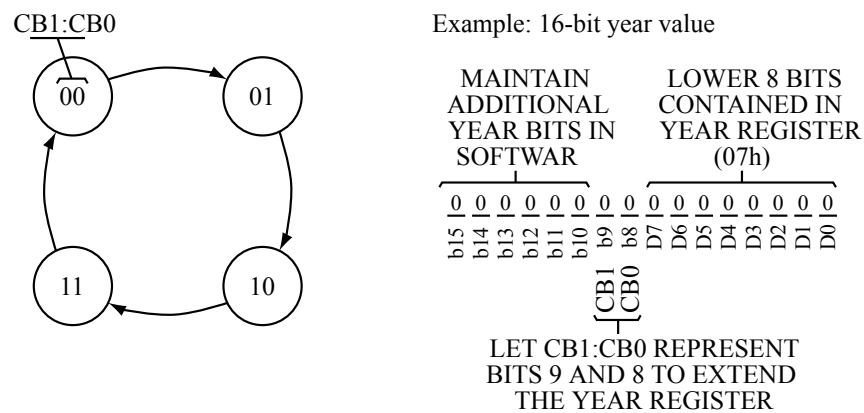 CB1:CB0
00
01
11
10
Example: 16-bit year value
MAINTAIN
ADDITIONAL
YEAR BITS IN
SOFTWAR
LOWER 8 BITS
CONTAINED IN
YEAR REGISTER
(07h)
0 0 0 0 0 0 0 0 0 0 0 0 0 0 0 0
b15 b14 b13 b12 b11 b10 b9 b8 D7 D6 D5 D4 D3 D2 D1 D0
CB1 CB0
LET CB1:CB0 REPRESENT
BITS 9 AND 8 TO EXTEND
THE YEAR REGISTER